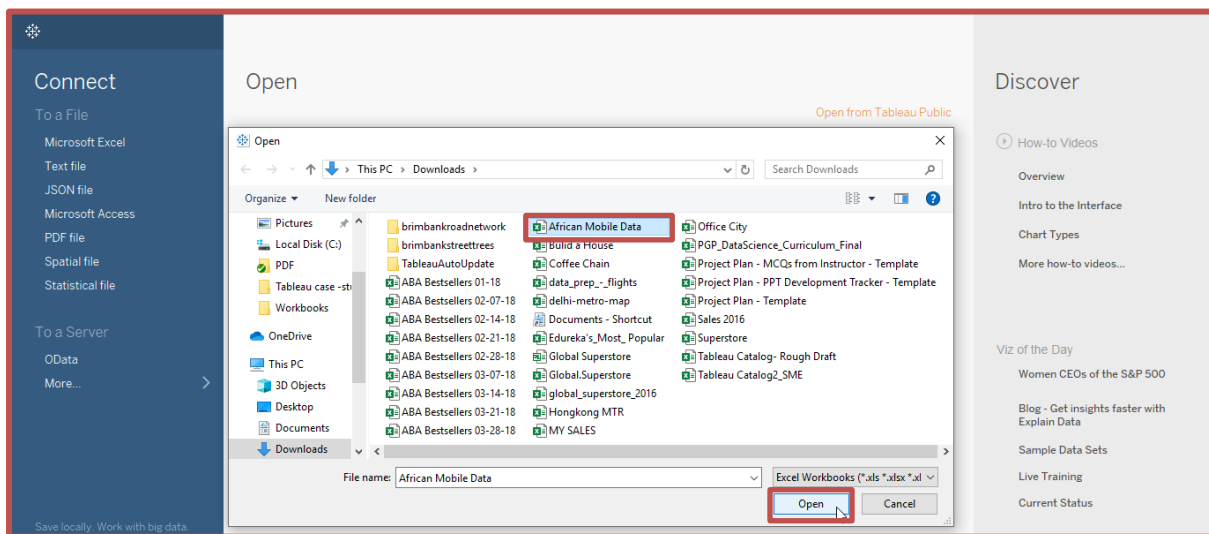 Connect
To a File
Microsoft Excel
Text file
JSON file
Microsoft Access
PDF file
Spatial file
Statistical file
To a Server
OData
More...
Save locally. Work with big data.
Open
Open from Tableau Public
Open
This PC > Downloads >
Search Downloads
Organize
New folder
Pictures
Local Disk (C:)
PDF
Tableau case -stu
Workbooks
OneDrive
This PC
3D Objects
Desktop
Documents
Downloads
brimbankroadnetwork
brimbankstreettrees
TableauAutoUpdate
ABA Bestsellers 01-18
ABA Bestsellers 02-07-18
ABA Bestsellers 02-14-18
ABA Bestsellers 02-21-18
ABA Bestsellers 02-28-18
ABA Bestsellers 03-07-18
ABA Bestsellers 03-14-18
ABA Bestsellers 03-21-18
ABA Bestsellers 03-28-18
African Mobile Data
Build a House
Coffee Chain
data_prep_-_flights
delhi-metro-map
Documents - Shortcut
Edureka's_Most_ Popular
Global Superstore
Global.Superstore
global_superstore_2016
Hongkong MTR
MY SALES
Office City
PGP_DataScience_Curriculum_Final
Project Plan - MCQs from Instructor - Template
Project Plan - PPT Development Tracker - Template
Project Plan - Template
Sales 2016
Superstore
Tableau Catalog- Rough Draft
Tableau Catalog2_SME
File name: African Mobile Data
Excel Workbooks (*.xls *.xlsx *.xl
Open
Cancel
Discover
How-to Videos
Overview
Intro to the Interface
Chart Types
More how-to videos...
Viz of the Day
Women CEOs of the S&P 500
Blog - Get insights faster with
Explain Data
Sample Data Sets
Live Training
Current Status